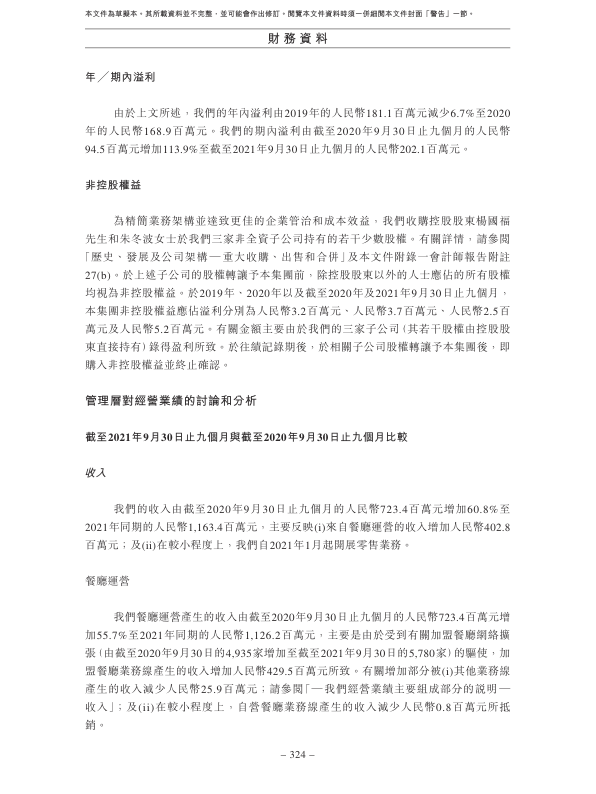 本文件為草擬本。其所載資料並不完整，並可能會作出修訂。閱覽本文件資料時須一併細閱本文件封面「警告」一節。
財務資料
年╱期內溢利
由於上文所述，我們的年內溢利由2019年的人民幣181.1百萬元減少6.7%至2020
年的人民幣168.9百萬元。我們的期內溢利由截至2020年9月30日止九個月的人民幣
94.5百萬元增加113.9%至截至2021年9月30日止九個月的人民幣202.1百萬元。
非控股權益
為精簡業務架構並達致更佳的企業管治和成本效益，我們收購控股股東楊國福
先生和朱冬波女士於我們三家非全資子公司持有的若干少數股權。有關詳情，請參閱
「歷史、發展及公司架構—重大收購、出售和合併」及本文件附錄一會計師報告附註
27(b)。於上述子公司的股權轉讓予本集團前，除控股股東以外的人士應佔的所有股權
均視為非控股權益。於2019年、2020年以及截至2020年及2021年9月30日止九個月，
本集團非控股權益應佔溢利分別為人民幣3.2百萬元、人民幣3.7百萬元、人民幣2.5百
萬元及人民幣5.2百萬元。有關金額主要由於我們的三家子公司（其若干股權由控股股
東直接持有）錄得盈利所致。於往績記錄期後，於相關子公司股權轉讓予本集團後，即
購入非控股權益並終止確認。
管理層對經營業績的討論和分析
截至2021年9月30日止九個月與截至2020年9月30日止九個月比較
收入
我們的收入由截至2020年9月30日止九個月的人民幣723.4百萬元增加60.8%至
2021年同期的人民幣1,163.4百萬元，主要反映(i)來自餐廳運營的收入增加人民幣402.8
百萬元；及(ii)在較小程度上，我們自2021年1月起開展零售業務。
餐廳運營
我們餐廳運營產生的收入由截至2020年9月30日止九個月的人民幣723.4百萬元增
加55.7%至2021年同期的人民幣1,126.2百萬元，主要是由於受到有關加盟餐廳網絡擴
張（由截至2020年9月30日的4,935家增加至截至2021年9月30日的5,780家）的驅使，加
盟餐廳業務線產生的收入增加人民幣429.5百萬元所致。有關增加部分被(i)其他業務線
產生的收入減少人民幣25.9百萬元；請參閱「—我們經營業績主要組成部分的説明—
收入」；及(ii)在較小程度上，自營餐廳業務線產生的收入減少人民幣0.8百萬元所抵
銷。
– 324 –